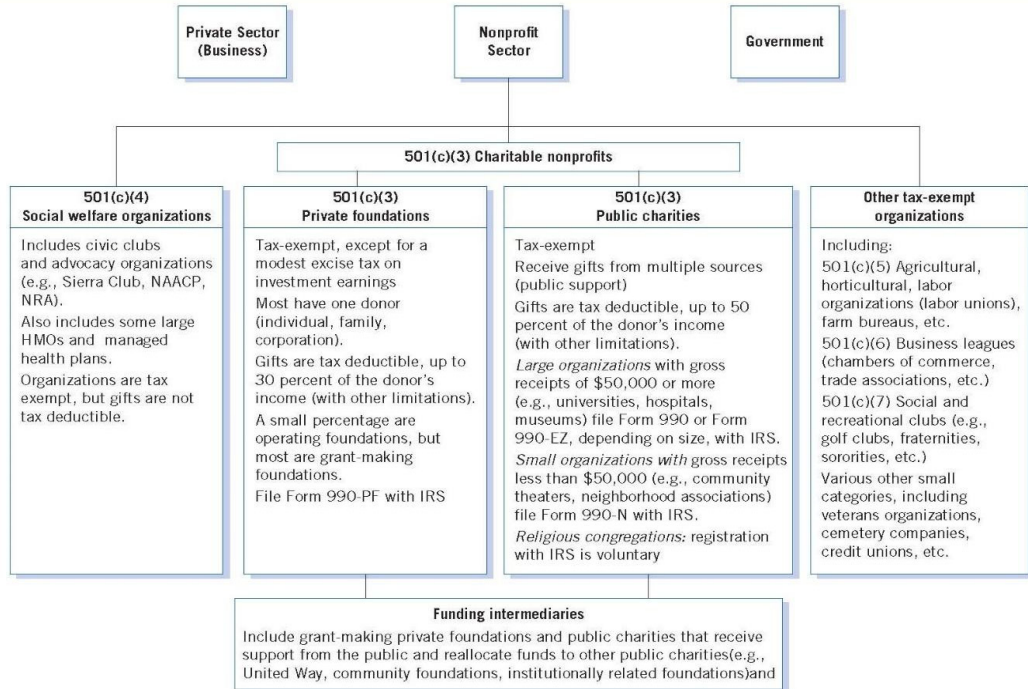 Private Sector
(Business)
Nonprofit
Sector
Government
501(c)(3) Charitable nonprofits
501(c)(4)
Social welfare organizations
Includes civic clubs
and advocacy organizations
(e.g., Sierra Club, NAACP,
NRA).
Also includes some large
HMOs and managed
health plans.
Organizations are tax
exempt, but gifts are not
tax deductible.
501(c)(3)
Private foundations
Tax-exempt, except for a
modest excise tax on
investment earnings
Most have one donor
(individual, family,
corporation).
Gifts are tax deductible, up to
30 percent of the donor's
income (with other limitations).
A small percentage are
operating foundations, but
most are grant-making
foundations.
File Form 990-PF with IRS
501(c)(3)
Public charities
Tax-exempt
Receive gifts from multiple sources
(public support)
Gifts are tax deductible, up to 50
percent of the donor's income
(with other limitations).
Large organizations with gross
receipts of $50,000 or more
(e.g., universities, hospitals,
museums) file Form 990 or Form
990-EZ, depending on size, with IRS.
Small organizations with gross receipts
less than $50,000 (e.g., community
theaters, neighborhood associations)
file Form 990-N with IRS.
Religious congregations: registration
with IRS is voluntary
Other tax-exempt
organizations
Including:
501(c)(5) Agricultural,
horticultural, labor
organizations (labor unions),
farm bureaus, etc.
501(c)(6) Business leagues
(chambers of commerce,
trade associations, etc.)
501(c)(7) Social and
recreational clubs (e.g.,
golf clubs, fraternities,
sororities, etc.)
Various other small
categories, including
veterans organizations,
cemetery companies,
credit unions, etc.
Funding intermediaries
Include grant-making private foundations and public charities that receive
support from the public and reallocate funds to other public charities(e.g.,
United Way, community foundations, institutionally related foundations)and